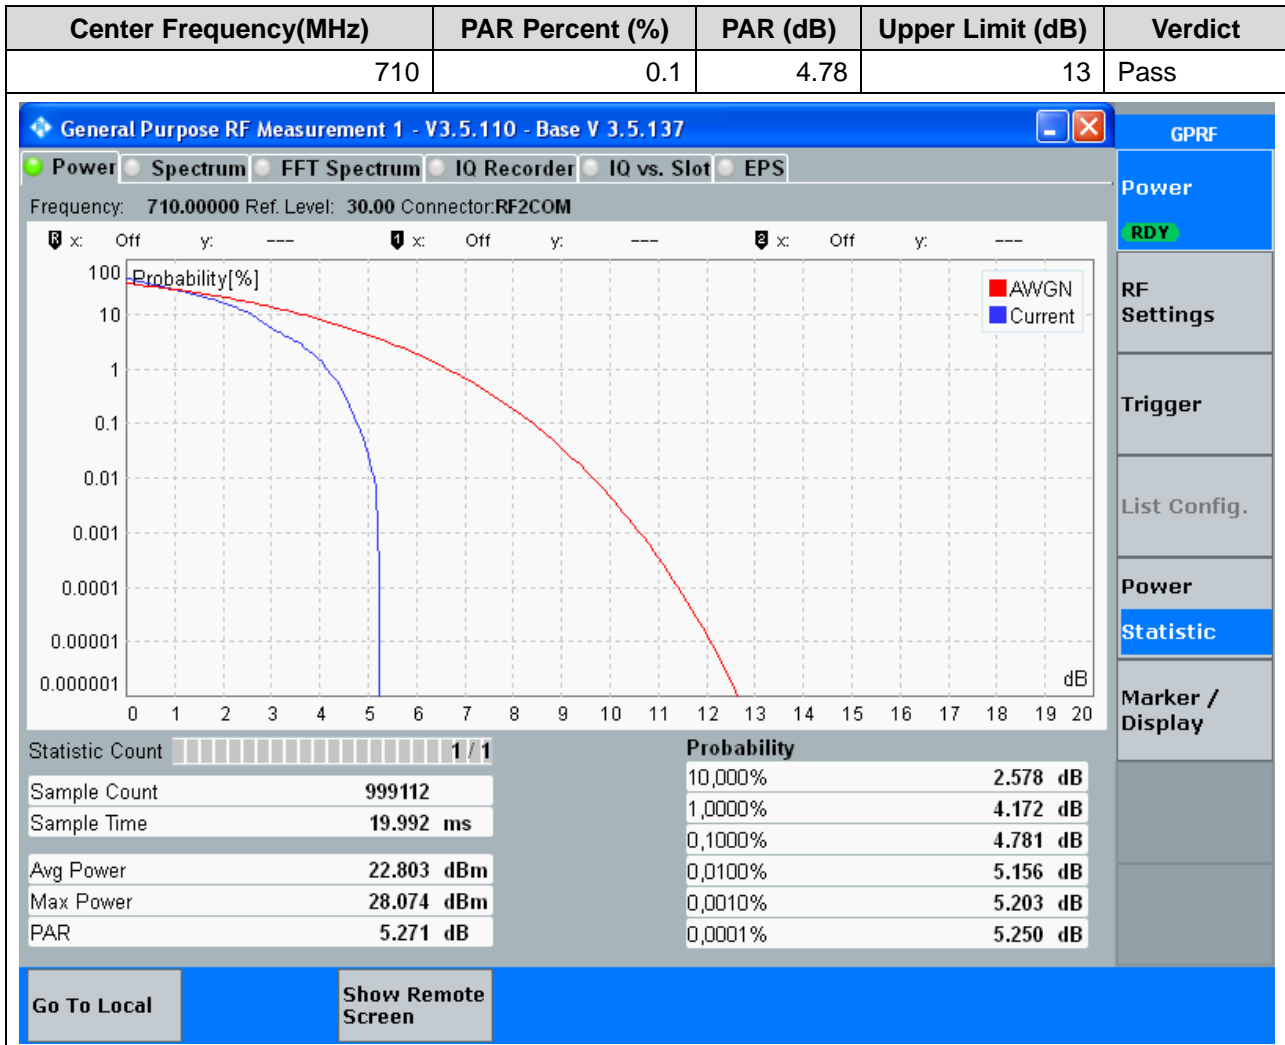 Center Frequency(MHz) PAR Percent (%) PAR (dB) Upper Limit (dB) Verdict
710 0.1 4.78 13 Pass
General Purpose RF Measurement 1 - V3.5.110 - Base V 3.5.137
GPRF
Power Spectrum FFT Spectrum IQ Recorder IQ vs. Slot EPS
Frequency: 710.00000 Ref. Level: 30.00 Connector:RF2COM
R x: Off y: --- 1 x: Off y: --- 2 x: Off y: ---
Probability[%]
AWGN
Current
100
10
1
0.1
0.01
0.001
0.0001
0.00001
0.000001
dB
0 1 2 3 4 5 6 7 8 9 10 11 12 13 14 15 16 17 18 19 20
Statistic Count 1 / 1
Sample Count 999112
Sample Time 19.992 ms
Avg Power 22.803 dBm
Max Power 28.074 dBm
PAR 5.271 dB
Probability
10,000% 2.578 dB
1,0000% 4.172 dB
0,1000% 4.781 dB
0,0100% 5.156 dB
0,0010% 5.203 dB
0,0001% 5.250 dB
Power
RDY
RF
Settings
Trigger
List Config.
Power
Statistic
Marker /
Display
Go To Local
Show Remote
Screen